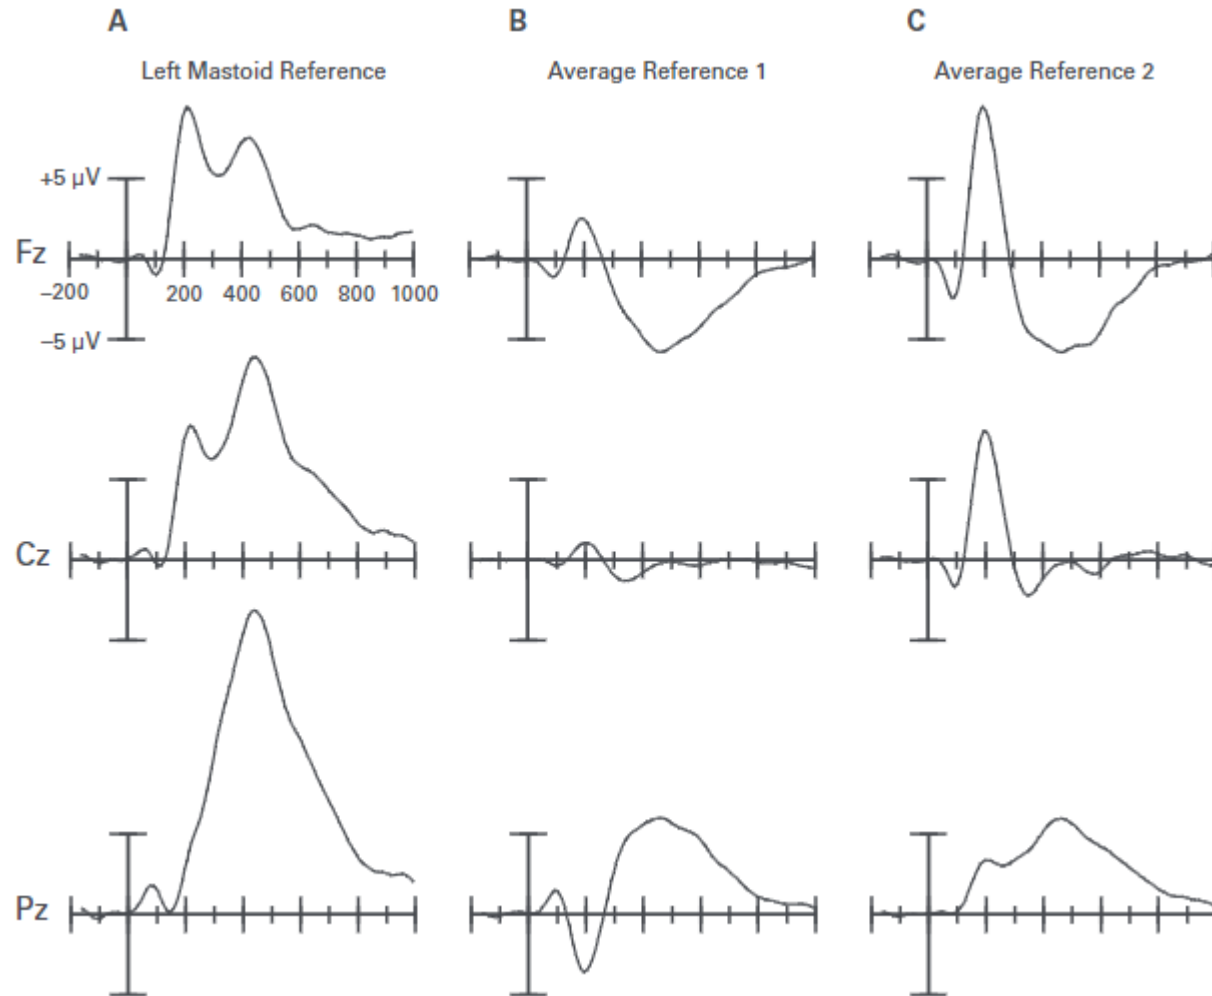 A B C
Left Mastoid Reference Average Reference 1 Average Reference 2
+5 µV
Fz
–200 200 400 600 800 1000
–5 µV
Cz
Pz